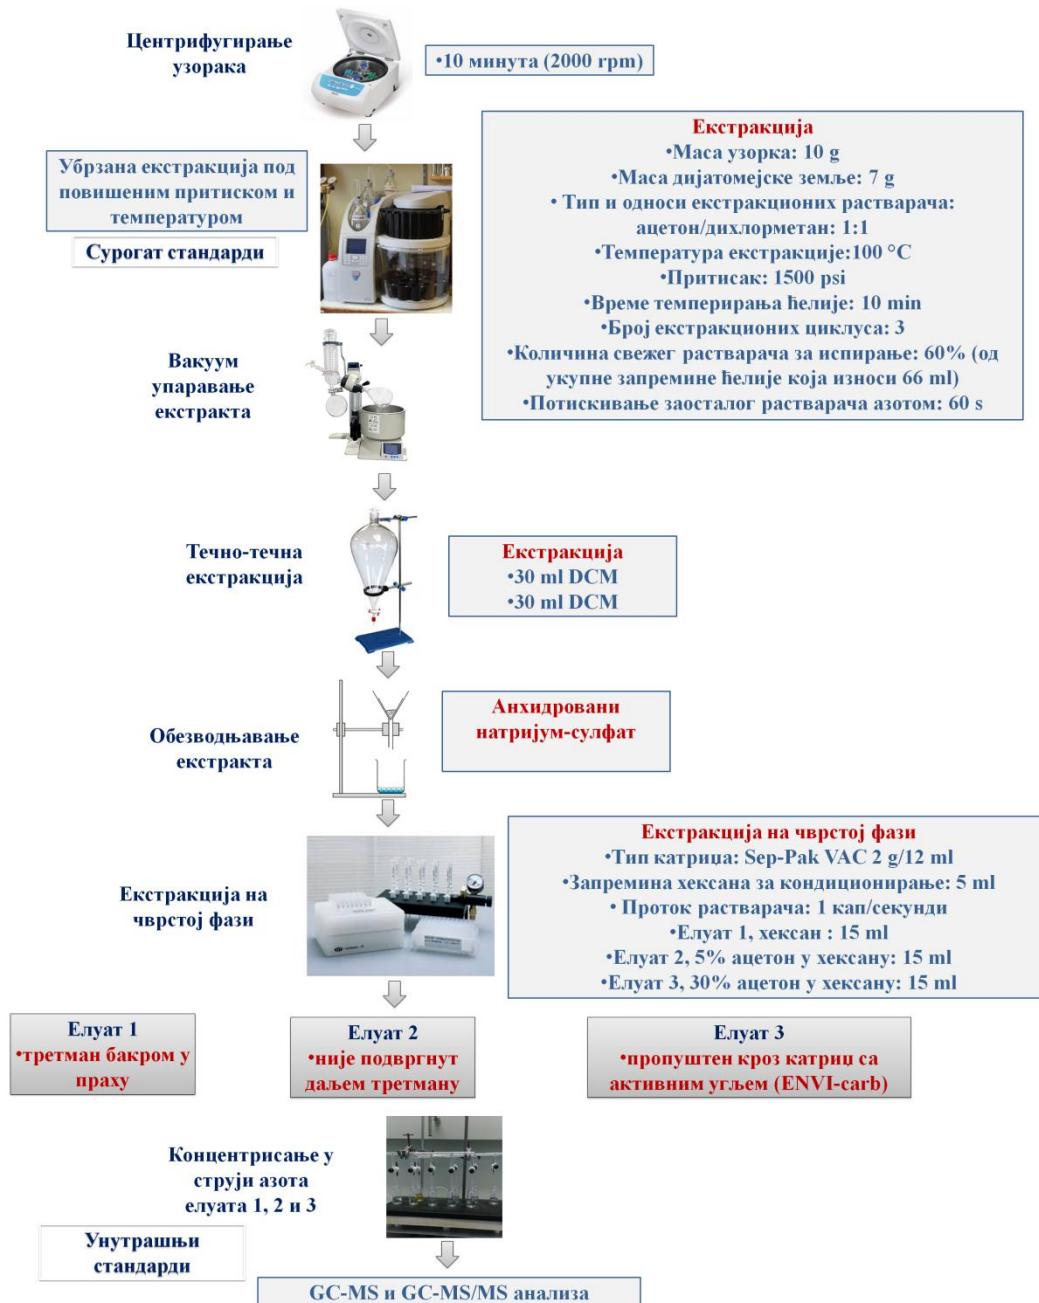 Центрифугирање
узорака
•10 минута (2000 rpm)
Убрзана екстракција под
повишеним притиском и
температуром
Сурогат стандарди
Екстракција
•Маса узорка: 10 g
•Маса дијатомејске земље: 7 g
• Тип и односи екстракционих растварача:
ацетон/дихлорметан: 1:1
•Температура екстракције:100 °C
•Притисак: 1500 psi
•Време темперирања ћелије: 10 min
•Број екстракционих циклуса: 3
•Количина свежег растварача за испирање: 60% (од
укупне запремине ћелије која износи 66 ml)
•Потискивање заосталог растварача азотом: 60 s
Вакуум
упаравање
екстракта
Течно-течна
екстракција
Екстракција
•30 ml DCM
•30 ml DCM
Обезводњавање
екстракта
Анхидровани
натријум-сулфат
Екстракција на
чврстој фази
Екстракција на чврстој фази
•Тип катриџа: Sep-Pak VAC 2 g/12 ml
•Запремина хексана за кондиционирање: 5 ml
• Проток растварача: 1 кап/секунди
•Елуат 1, хексан : 15 ml
•Елуат 2, 5% ацетон у хексану: 15 ml
•Елуат 3, 30% ацетон у хексану: 15 ml
Елуат 1
•третман бакром у
праху
Елуат 2
•није подвргнут
даљем третману
Елуат 3
•пропуштен кроз катриџ са
активним угљем (ENVI-carb)
Концентрисање у
струји азота
елуата 1, 2 и 3
Унутрашњи
стандарди
GC-MS и GC-MS/MS анализа